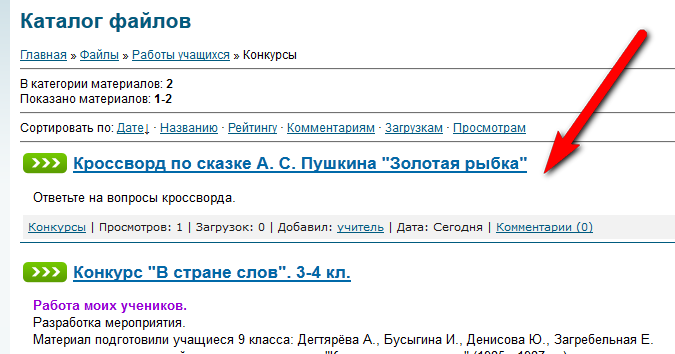 Каталог файлов
Главная » Файлы » Работы учащихся » Конкурсы
В категории материалов: 2
Показано материалов: 1-2
Сортировать по: Дате↓ · Названию · Рейтингу · Комментариям · Загрузкам · Просмотрам
>>> Кроссворд по сказке А. С. Пушкина "Золотая рыбка"
Ответьте на вопросы кроссворда.
Конкурсы | Просмотров: 1 | Загрузок: 0 | Добавил: учитель | Дата: Сегодня | Комментарии (0)
>>> Конкурс "В стране слов". 3-4 кл.
Работа моих учеников.
Разработка мероприятия.
Материал подготовили учащиеся 9 класса: Дегтярёва А., Бусыгина И., Денисова Ю., Загребельная Е.